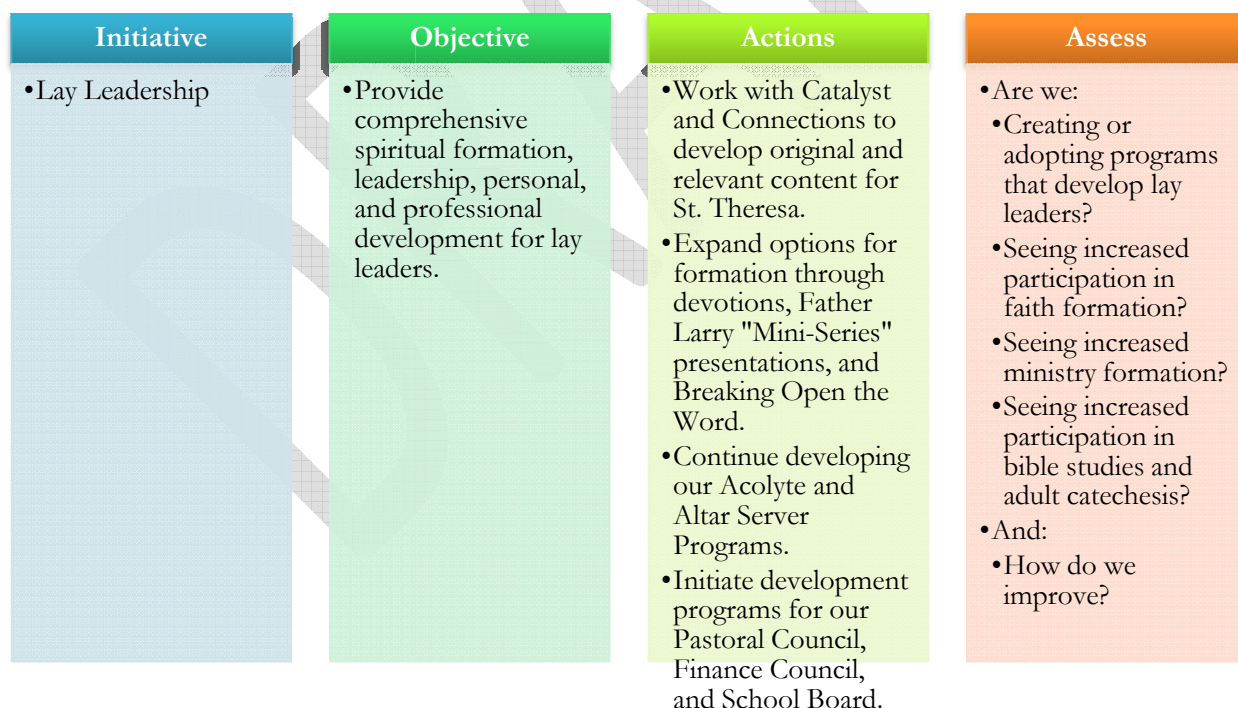 Initiative
•Lay Leadership
Objective
•Provide
comprehensive
spiritual formation,
leadership, personal,
and professional
development for lay
leaders.
Actions
•Work with Catalyst
and Connections to
develop original and
relevant content for
St. Theresa.
•Expand options for
formation through
devotions, Father
Larry "Mini-Series"
presentations, and
Breaking Open the
Word.
•Continue developing
our Acolyte and
Altar Server
Programs.
•Initiate development
programs for our
Pastoral Council,
Finance Council,
and School Board.
Assess
•Are we:
•Creating or
adopting programs
that develop lay
leaders?
•Seeing increased
participation in
faith formation?
•Seeing increased
ministry formation?
•Seeing increased
participation in
bible studies and
adult catechesis?
•And:
•How do we
improve?